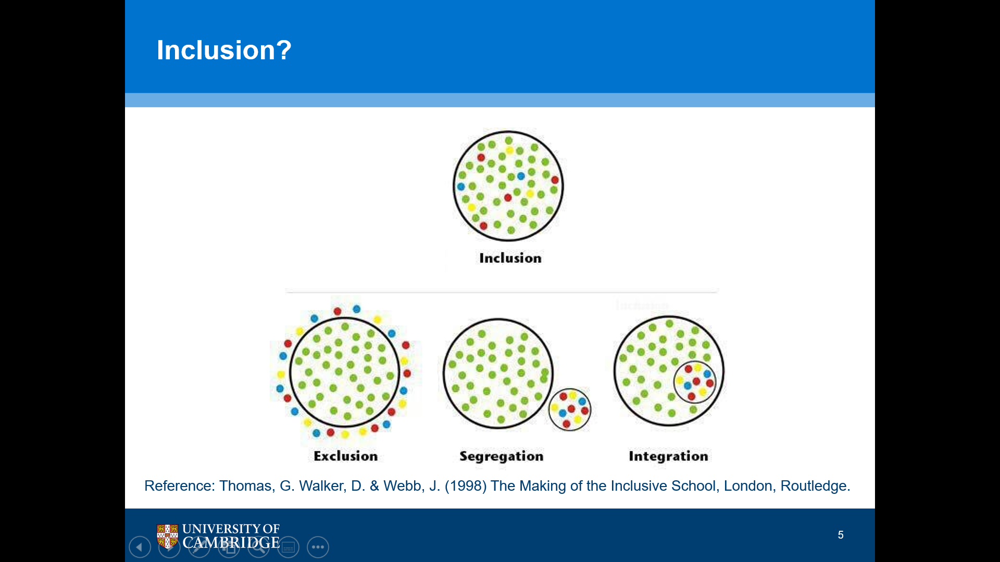 Inclusion?
Inclusion
Inclusion
Exclusion
Segregation
Integration
Reference: Thomas, G. Walker, D. & Webb, J. (1998) The Making of the Inclusive School, London, Routledge.
UNIVERSITY OF
CAMBRIDGE
5